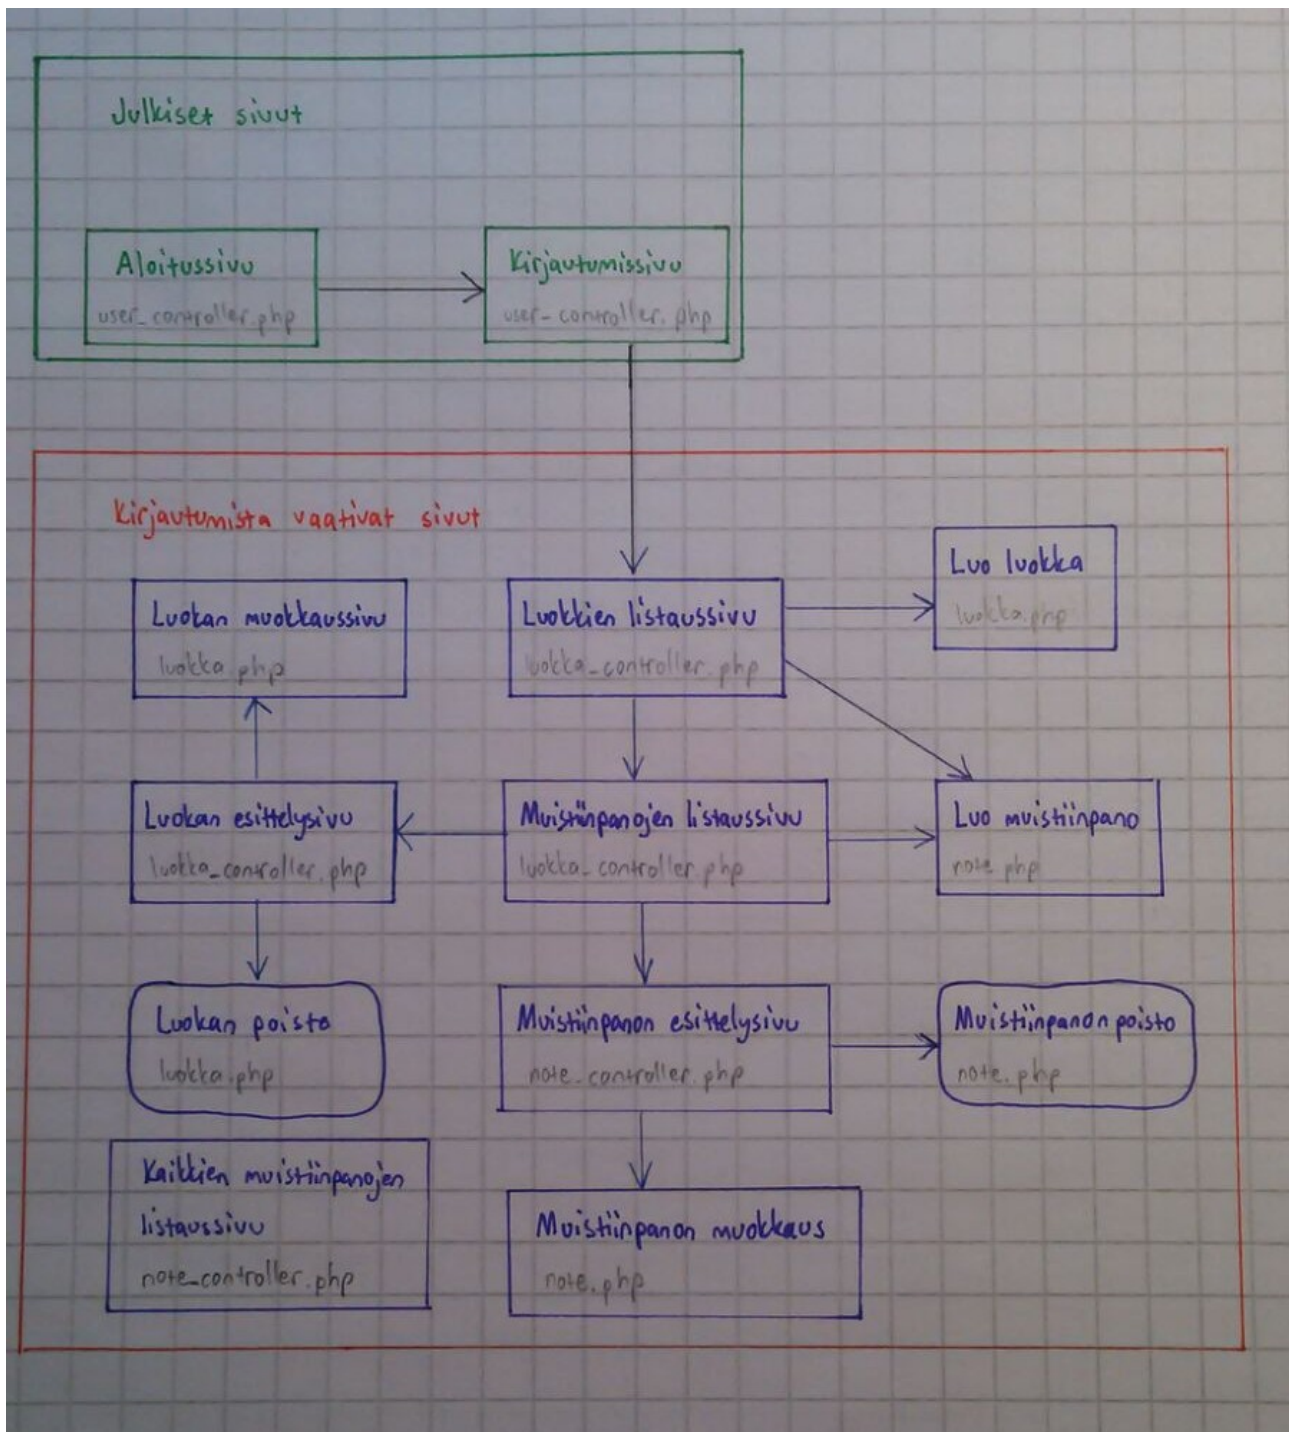 Julkiset sivut
Aloitussivu
user_controller.php
Kirjautumissivu
user_controller.php
Kirjautumista vaativat sivut
Luokan muokkaussivu
luokka.php
Luokkien listaussivu
luokka_controller.php
Luo luokka
luokka.php
Luokan esittelysivu
luokka_controller.php
Muistiinpanojen listaussivu
luokka_controller.php
Luo muistiinpano
note.php
Luokan poisto
luokka.php
Muistiinpanon esittelysivu
note_controller.php
Muistiinpanon poisto
note.php
Kaikkien muistiinpanojen
listaussivu
note_controller.php
Muistiinpanon muokkaus
note.php